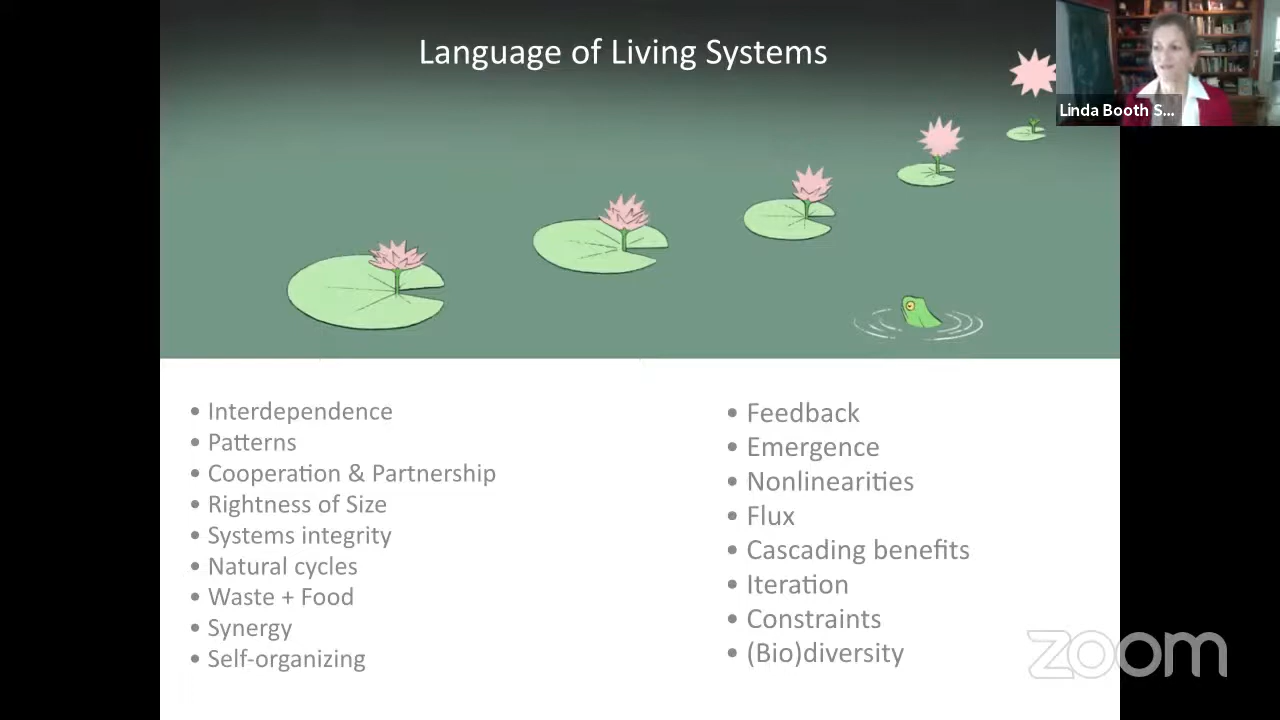 Language of Living Systems
Linda Booth S...
• Interdependence
• Patterns
• Cooperation & Partnership
• Rightness of Size
• Systems integrity
• Natural cycles
• Waste + Food
• Synergy
• Self-organizing
• Feedback
• Emergence
• Nonlinearities
• Flux
• Cascading benefits
• Iteration
• Constraints
• (Bio)diversity
zoom